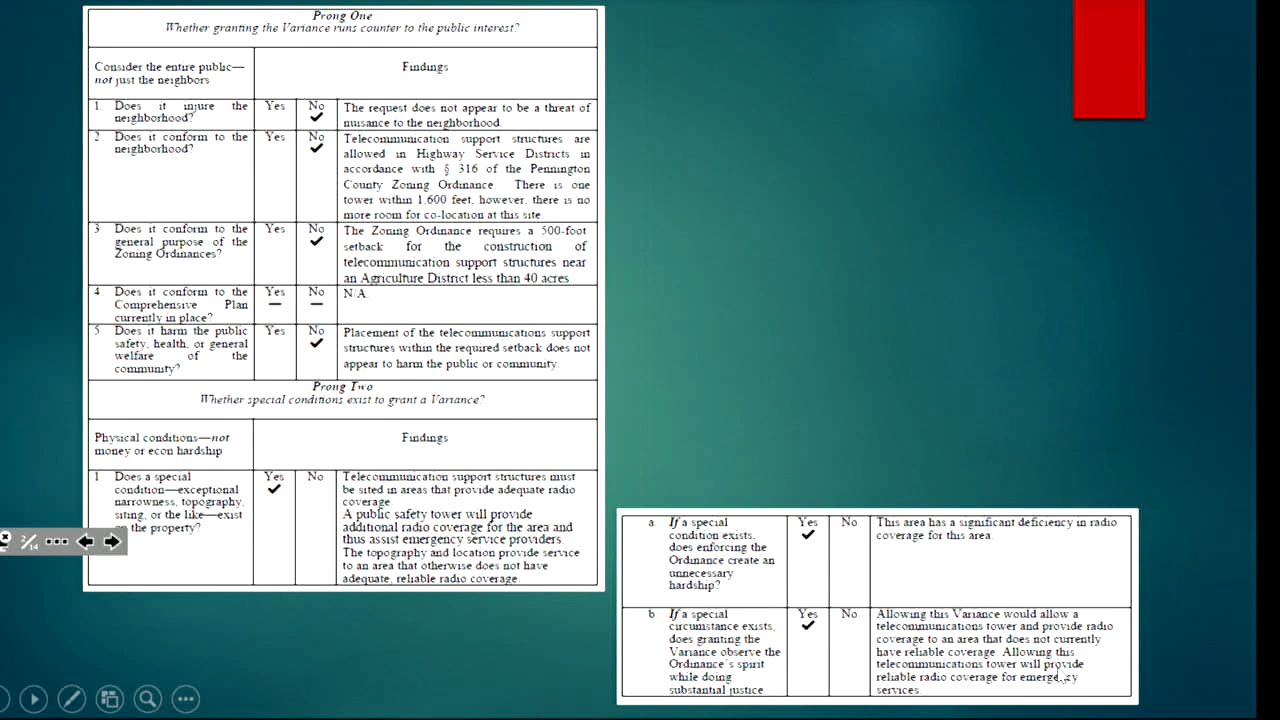 Prong One
Whether granting the Variance runs counter to the public interest?
Consider the entire public—
not just the neighbors
Findings
1 Does it injure the
neighborhood?
Yes
No
✔
The request does not appear to be a threat of
nuisance to the neighborhood.
2 Does it conform to the
neighborhood?
Yes
No
✔
Telecommunication support structures are
allowed in Highway Service Districts in
accordance with § 316 of the Pennington
County Zoning Ordinance There is one
tower within 1,600 feet, however, there is no
more room for co-location at this site
3 Does it conform to the
general purpose of the
Zoning Ordinances?
Yes
No
✔
The Zoning Ordinance requires a 500-foot
setback for the construction of
telecommunication support structures near
an Agriculture District less than 40 acres
4 Does it conform to the
Comprehensive Plan
currently in place?
Yes
—
No
—
N/A.
5 Does it harm the public
safety, health, or general
welfare of the
community?
Yes
No
✔
Placement of the telecommunications support
structures within the required setback does not
appear to harm the public or community.
Prong Two
Whether special conditions exist to grant a Variance?
Physical conditions—not
money or econ hardship
Findings
1 Does a special
condition—exceptional
narrowness, topography,
siting, or the like—exist
on the property?
Yes
✔
No
Telecommunication support structures must
be sited in areas that provide adequate radio
coverage
A public safety tower will provide
additional radio coverage for the area and
thus assist emergency service providers.
The topography and location provide service
to an area that otherwise does not have
adequate, reliable radio coverage.
2/14
a. If a special
condition exists,
does enforcing the
Ordinance create an
unnecessary
hardship?
Yes
✔
No
This area has a significant deficiency in radio
coverage for this area.
b If a special
circumstance exists,
does granting the
Variance observe the
Ordinance's spirit
while doing
substantial justice
Yes
✔
No
Allowing this Variance would allow a
telecommunications tower and provide radio
coverage to an area that does not currently
have reliable coverage. Allowing this
telecommunications tower will provide
reliable radio coverage for emergency
services.